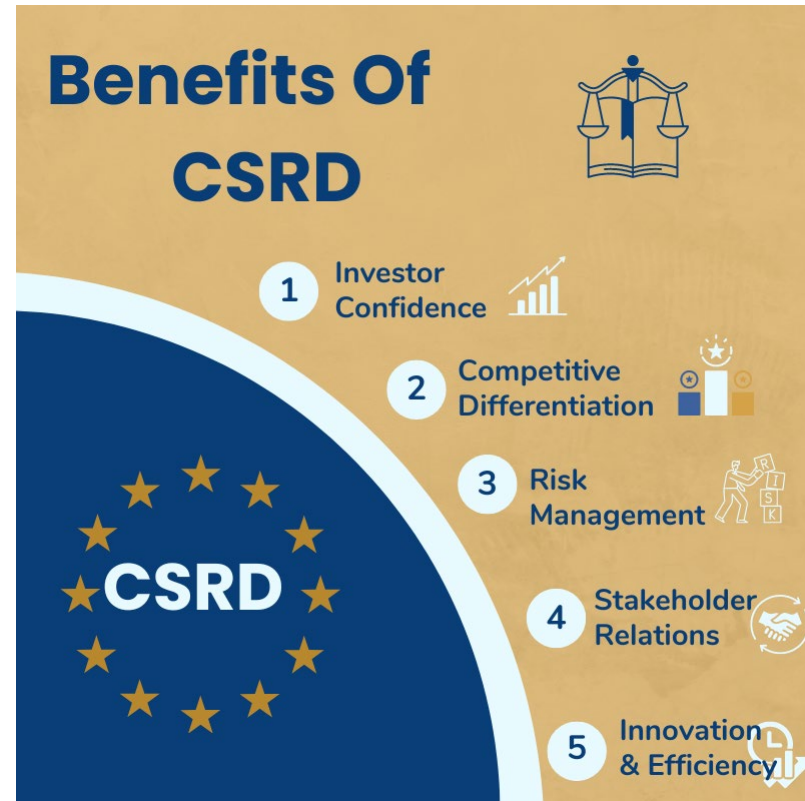 Benefits Of
CSRD
1
Investor
Confidence
2
Competitive
Differentiation
3
Risk
Management
RISK
4
Stakeholder
Relations
5
Innovation
& Efficiency
CSRD